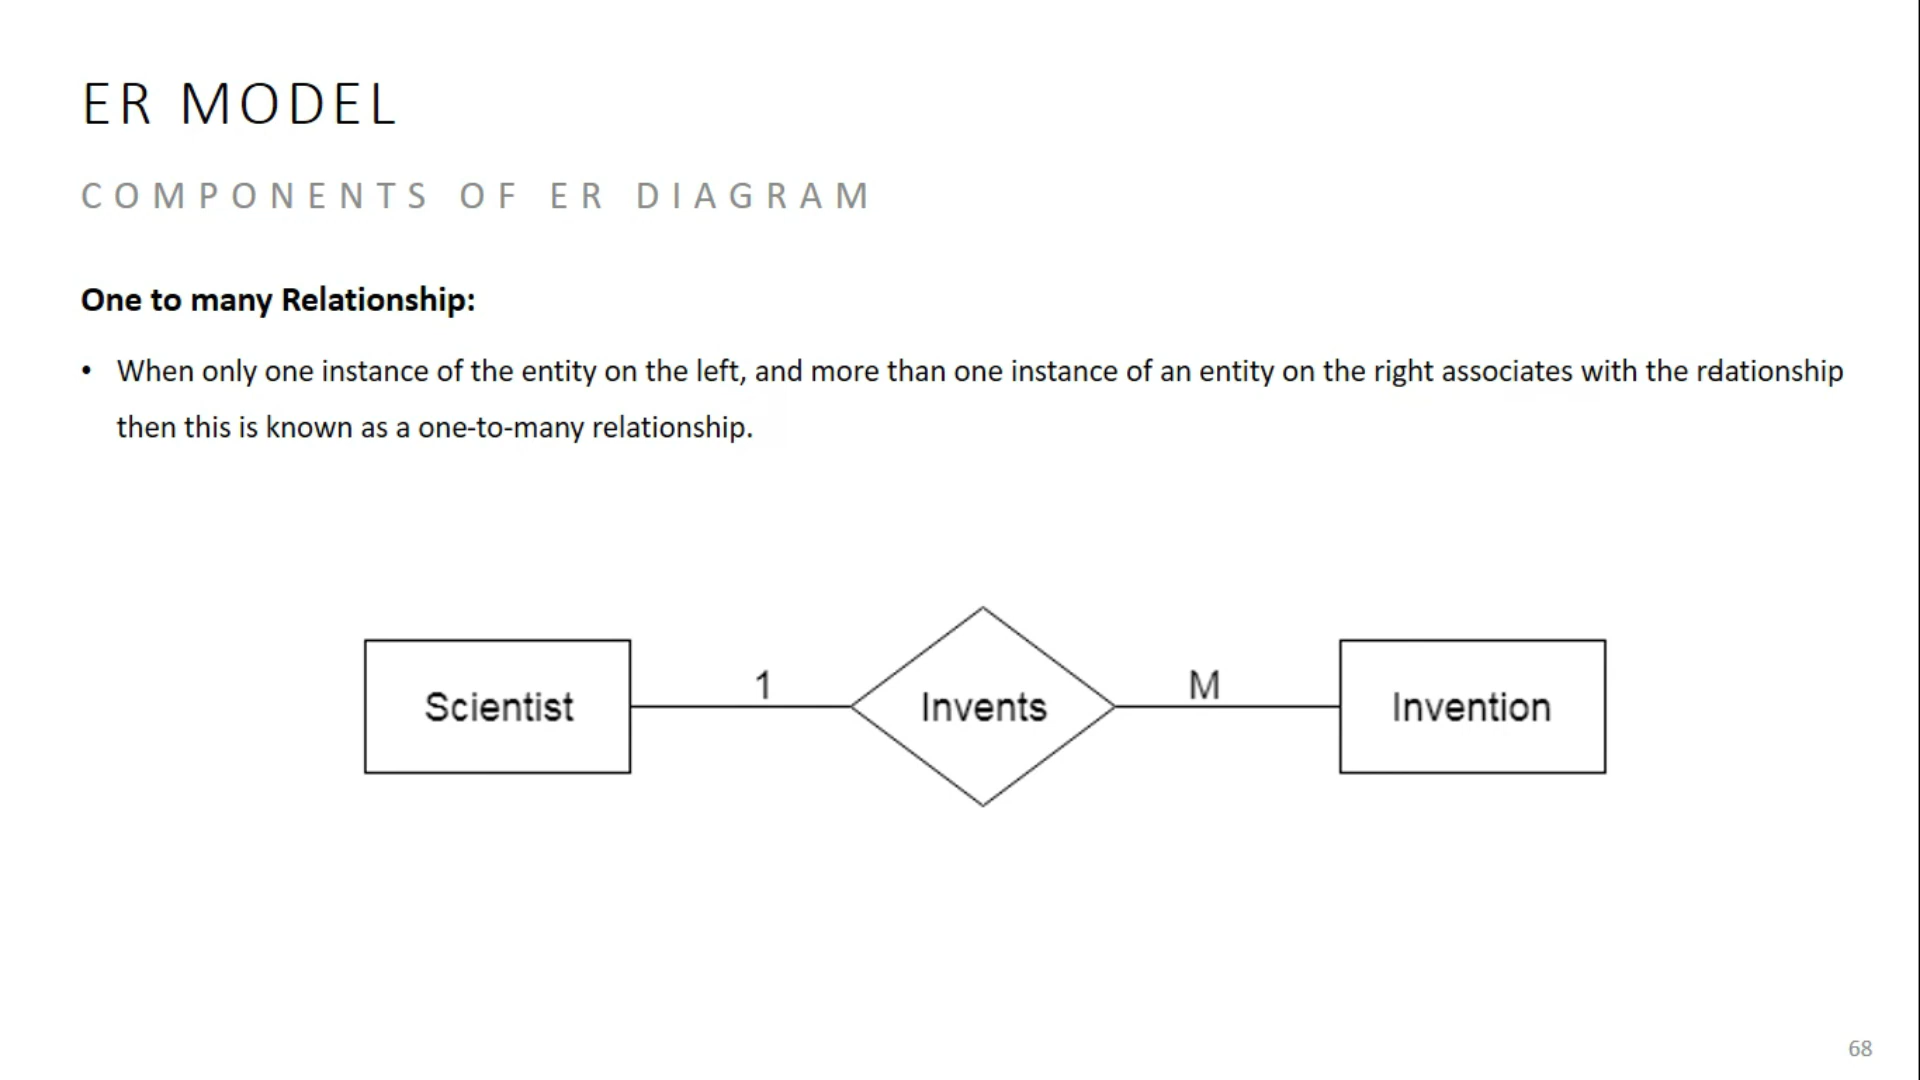 ER MODEL
COMPONENTS OF ER DIAGRAM
One to many Relationship:
• When only one instance of the entity on the left, and more than one instance of an entity on the right associates with the relationship
then this is known as a one-to-many relationship.
Scientist 1 Invents M Invention
68